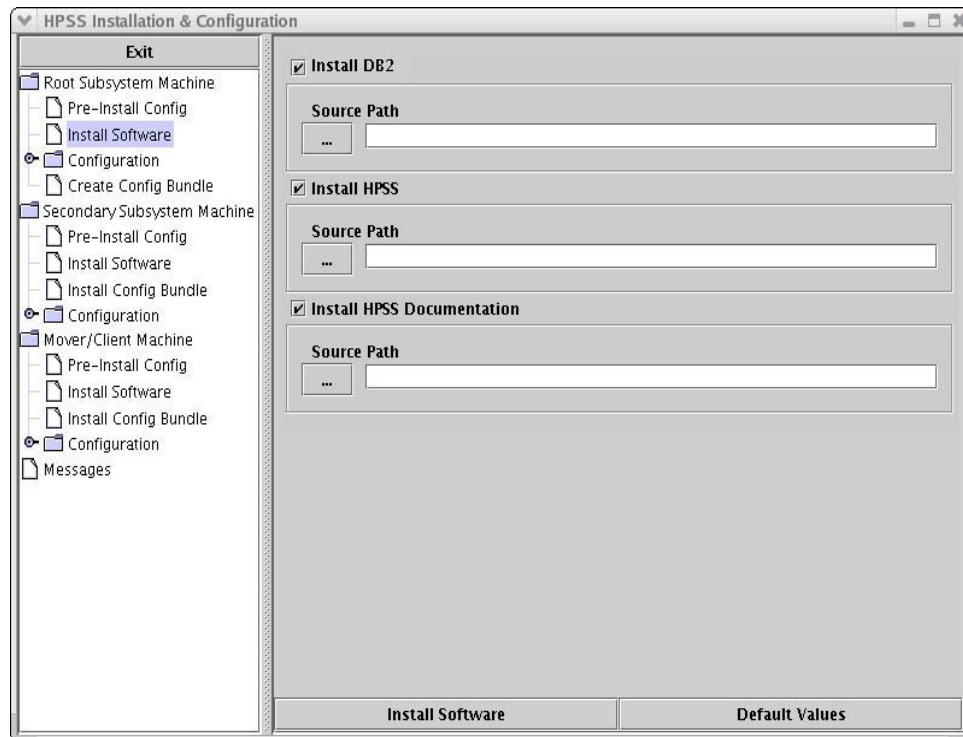 HPSS Installation & Configuration
Exit
Root Subsystem Machine
Pre-Install Config
Install Software
Configuration
Create Config Bundle
Secondary Subsystem Machine
Pre-Install Config
Install Software
Install Config Bundle
Configuration
Mover/Client Machine
Pre-Install Config
Install Software
Install Config Bundle
Configuration
Messages
Install DB2
Source Path
...
Install HPSS
Source Path
...
Install HPSS Documentation
Source Path
...
Install Software
Default Values